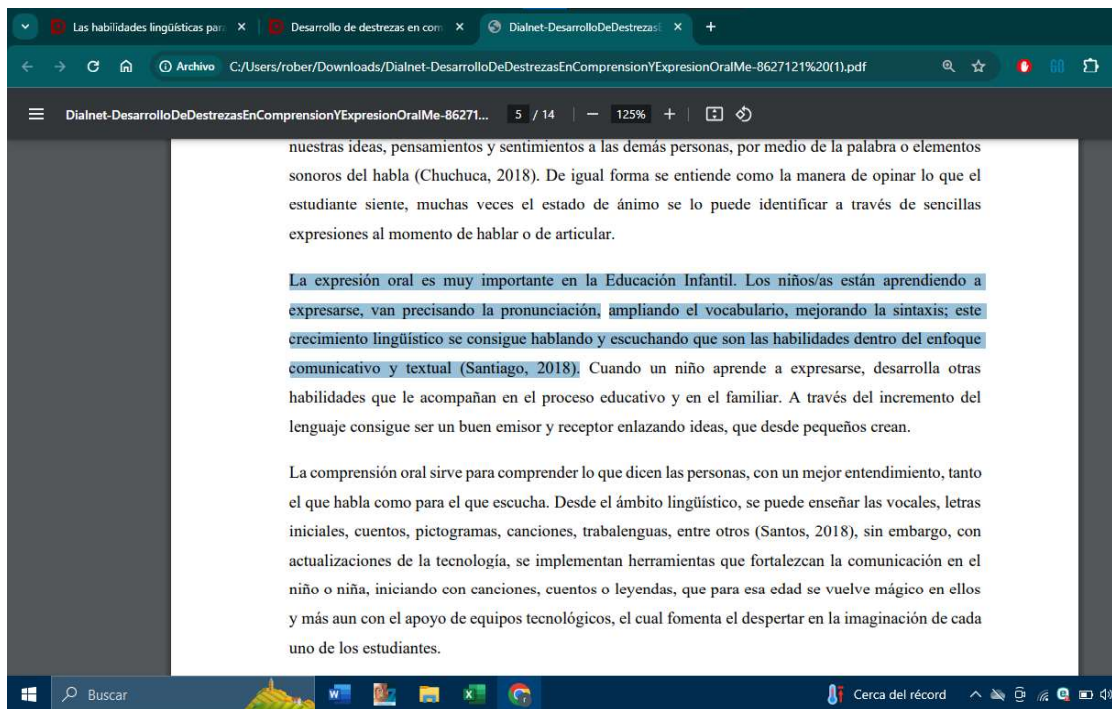 Las habilidades lingüísticas par
Desarrollo de destrezas en com
Dialnet-DesarrolloDeDestrezasE
Archivo C:/Users/rober/Downloads/Dialnet-DesarrolloDeDestrezasEnComprensionYExpresionOralMe-8627121%20(1).pdf
Dialnet-DesarrolloDeDestrezasEnComprensionYExpresionOralMe-86271... 5 / 14 | − 125% + |
nuestras ideas, pensamientos y sentimientos a las demás personas, por medio de la palabra o elementos
sonoros del habla (Chuchuca, 2018). De igual forma se entiende como la manera de opinar lo que el
estudiante siente, muchas veces el estado de ánimo se lo puede identificar a través de sencillas
expresiones al momento de hablar o de articular.
La expresión oral es muy importante en la Educación Infantil. Los niños/as están aprendiendo a
expresarse, van precisando la pronunciación, ampliando el vocabulario, mejorando la sintaxis; este
crecimiento lingüístico se consigue hablando y escuchando que son las habilidades dentro del enfoque
comunicativo y textual (Santiago, 2018). Cuando un niño aprende a expresarse, desarrolla otras
habilidades que le acompañan en el proceso educativo y en el familiar. A través del incremento del
lenguaje consigue ser un buen emisor y receptor enlazando ideas, que desde pequeños crean.
La comprensión oral sirve para comprender lo que dicen las personas, con un mejor entendimiento, tanto
el que habla como para el que escucha. Desde el ámbito lingüístico, se puede enseñar las vocales, letras
iniciales, cuentos, pictogramas, canciones, trabalenguas, entre otros (Santos, 2018), sin embargo, con
actualizaciones de la tecnología, se implementan herramientas que fortalezcan la comunicación en el
niño o niña, iniciando con canciones, cuentos o leyendas, que para esa edad se vuelve mágico en ellos
y más aun con el apoyo de equipos tecnológicos, el cual fomenta el despertar en la imaginación de cada
uno de los estudiantes.
Buscar
Cerca del récord